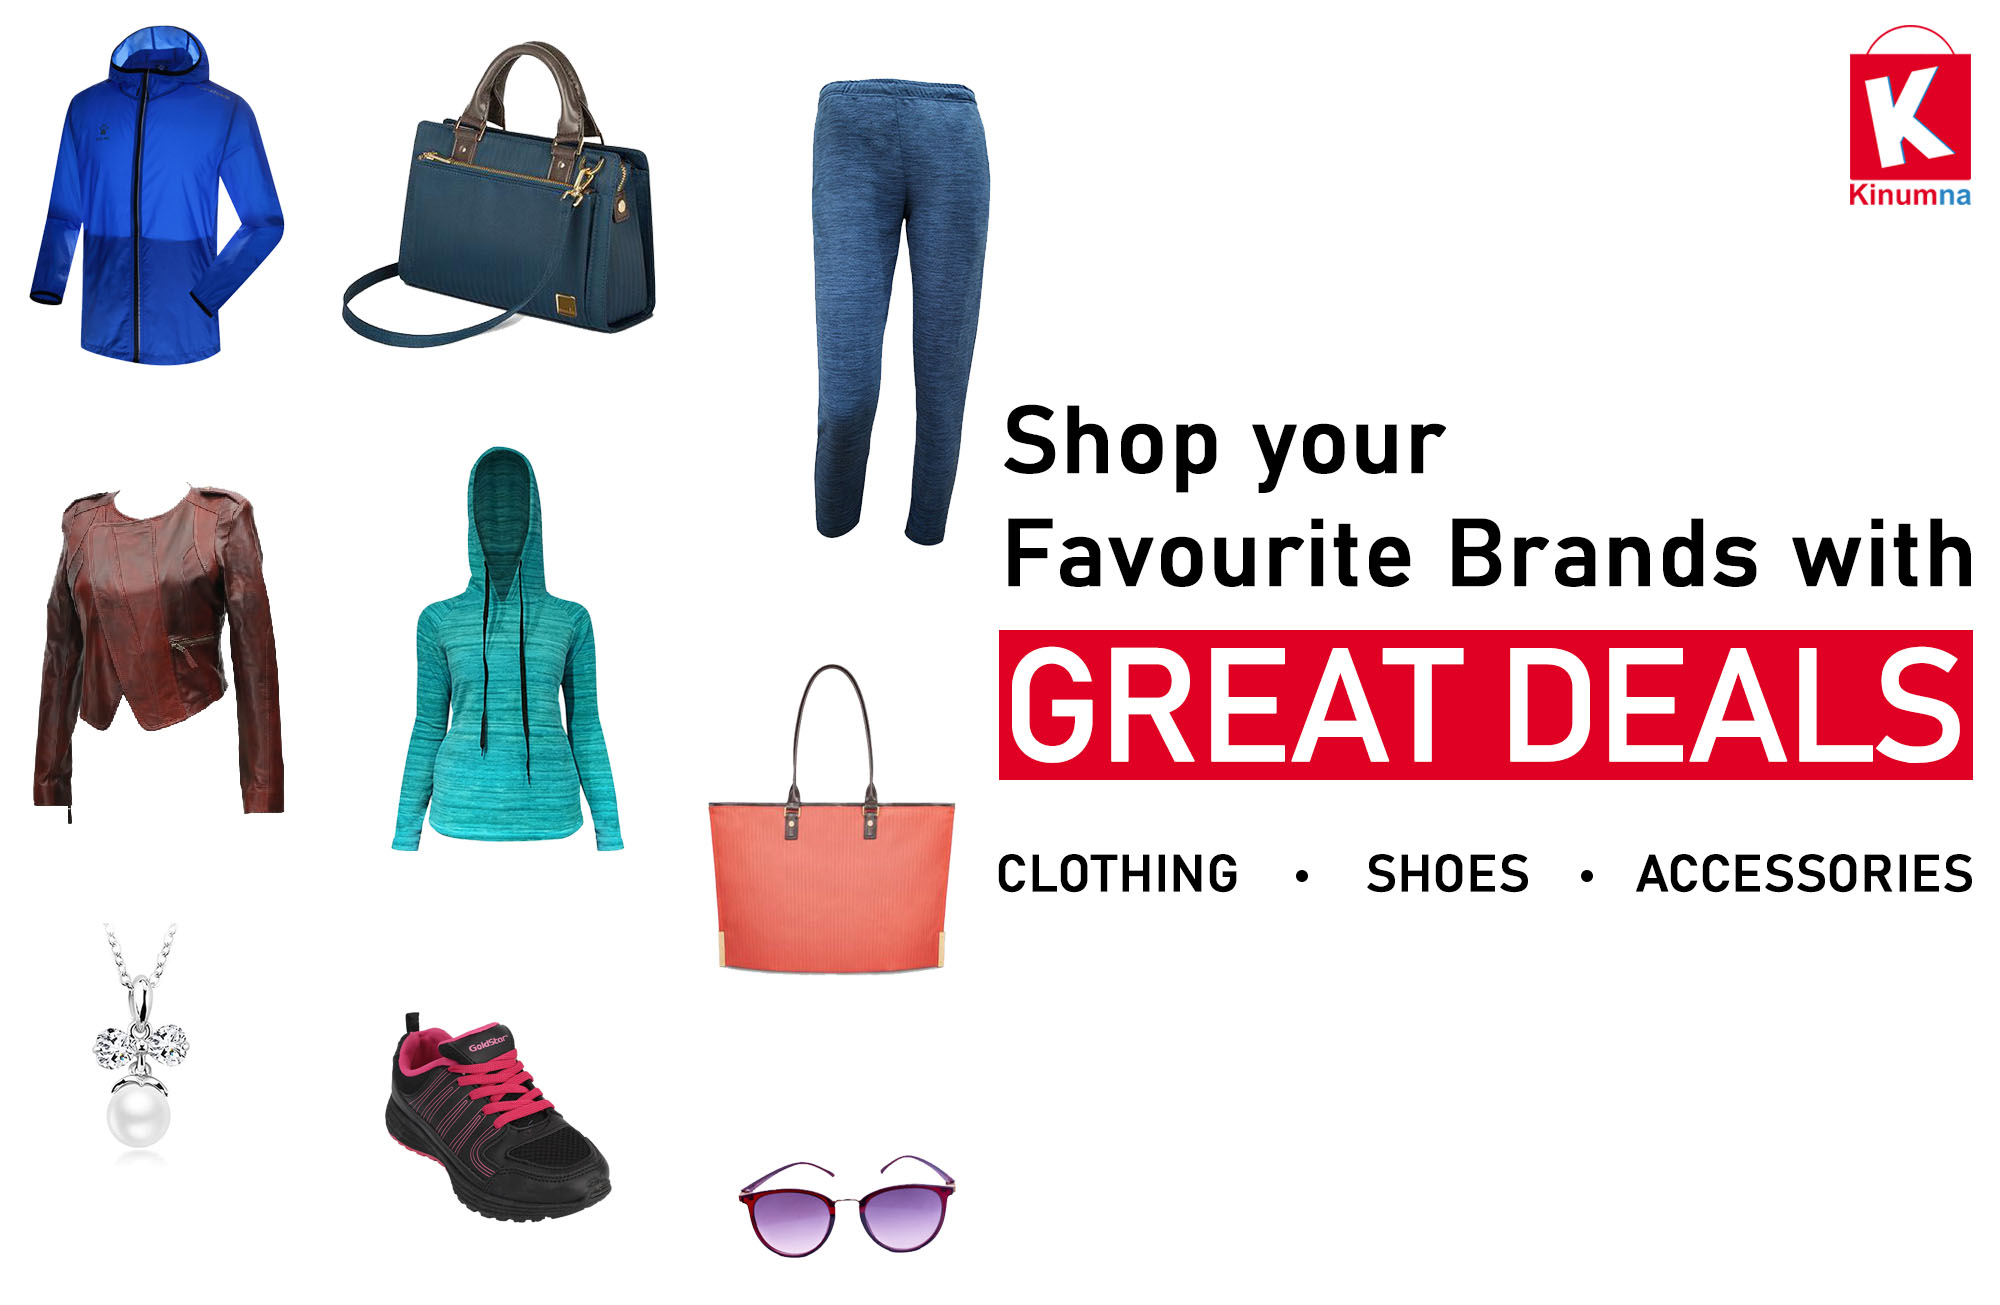 K
Kinumna
Shop your
Favourite Brands with
GREAT DEALS
CLOTHING • SHOES • ACCESSORIES
GoldStar